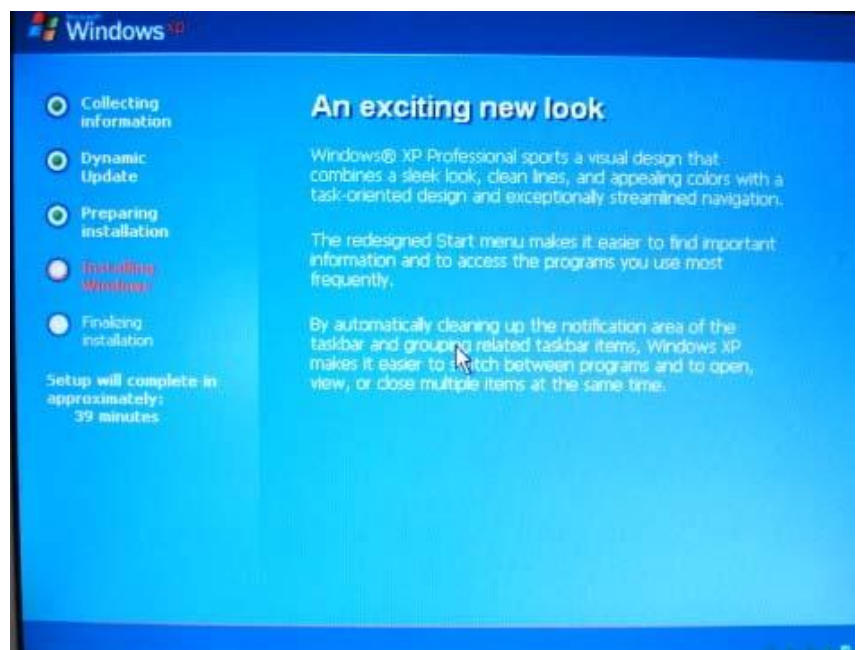 Microsoft
Windows xp
Collecting
information
Dynamic
Update
Preparing
installation
Installing
Windows
Finalizing
installation
Setup will complete in
approximately:
39 minutes
An exciting new look
Windows® XP Professional sports a visual design that
combines a sleek look, clean lines, and appealing colors with a
task-oriented design and exceptionally streamlined navigation.
The redesigned Start menu makes it easier to find important
information and to access the programs you use most
frequently.
By automatically cleaning up the notification area of the
taskbar and grouping related taskbar items, Windows XP
makes it easier to switch between programs and to open,
view, or close multiple items at the same time.